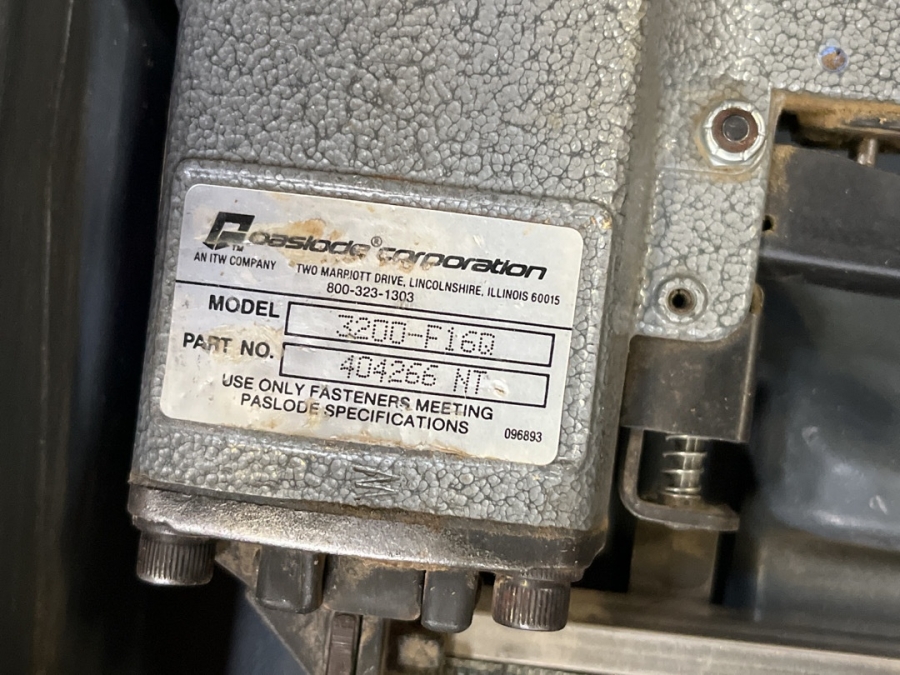 Paslode® corporation
TM
AN ITW COMPANY TWO MARRIOTT DRIVE, LINCOLNSHIRE, ILLINOIS 60015
800-323-1303
MODEL 3200-F16Q
PART NO. 404266 NT
USE ONLY FASTENERS MEETING
PASLODE SPECIFICATIONS
096893